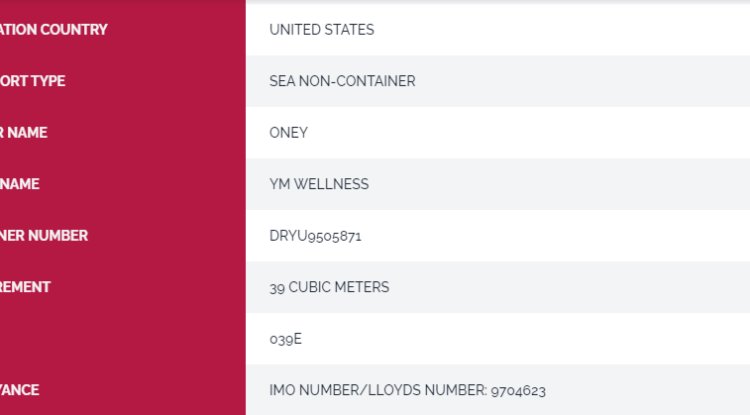 ATION COUNTRY UNITED STATES
ORT TYPE SEA NON-CONTAINER
R NAME ONEY
NAME YM WELLNESS
NER NUMBER DRYU9505871
REMENT 39 CUBIC METERS
039E
YANCE IMO NUMBER/LLOYDS NUMBER: 9704623